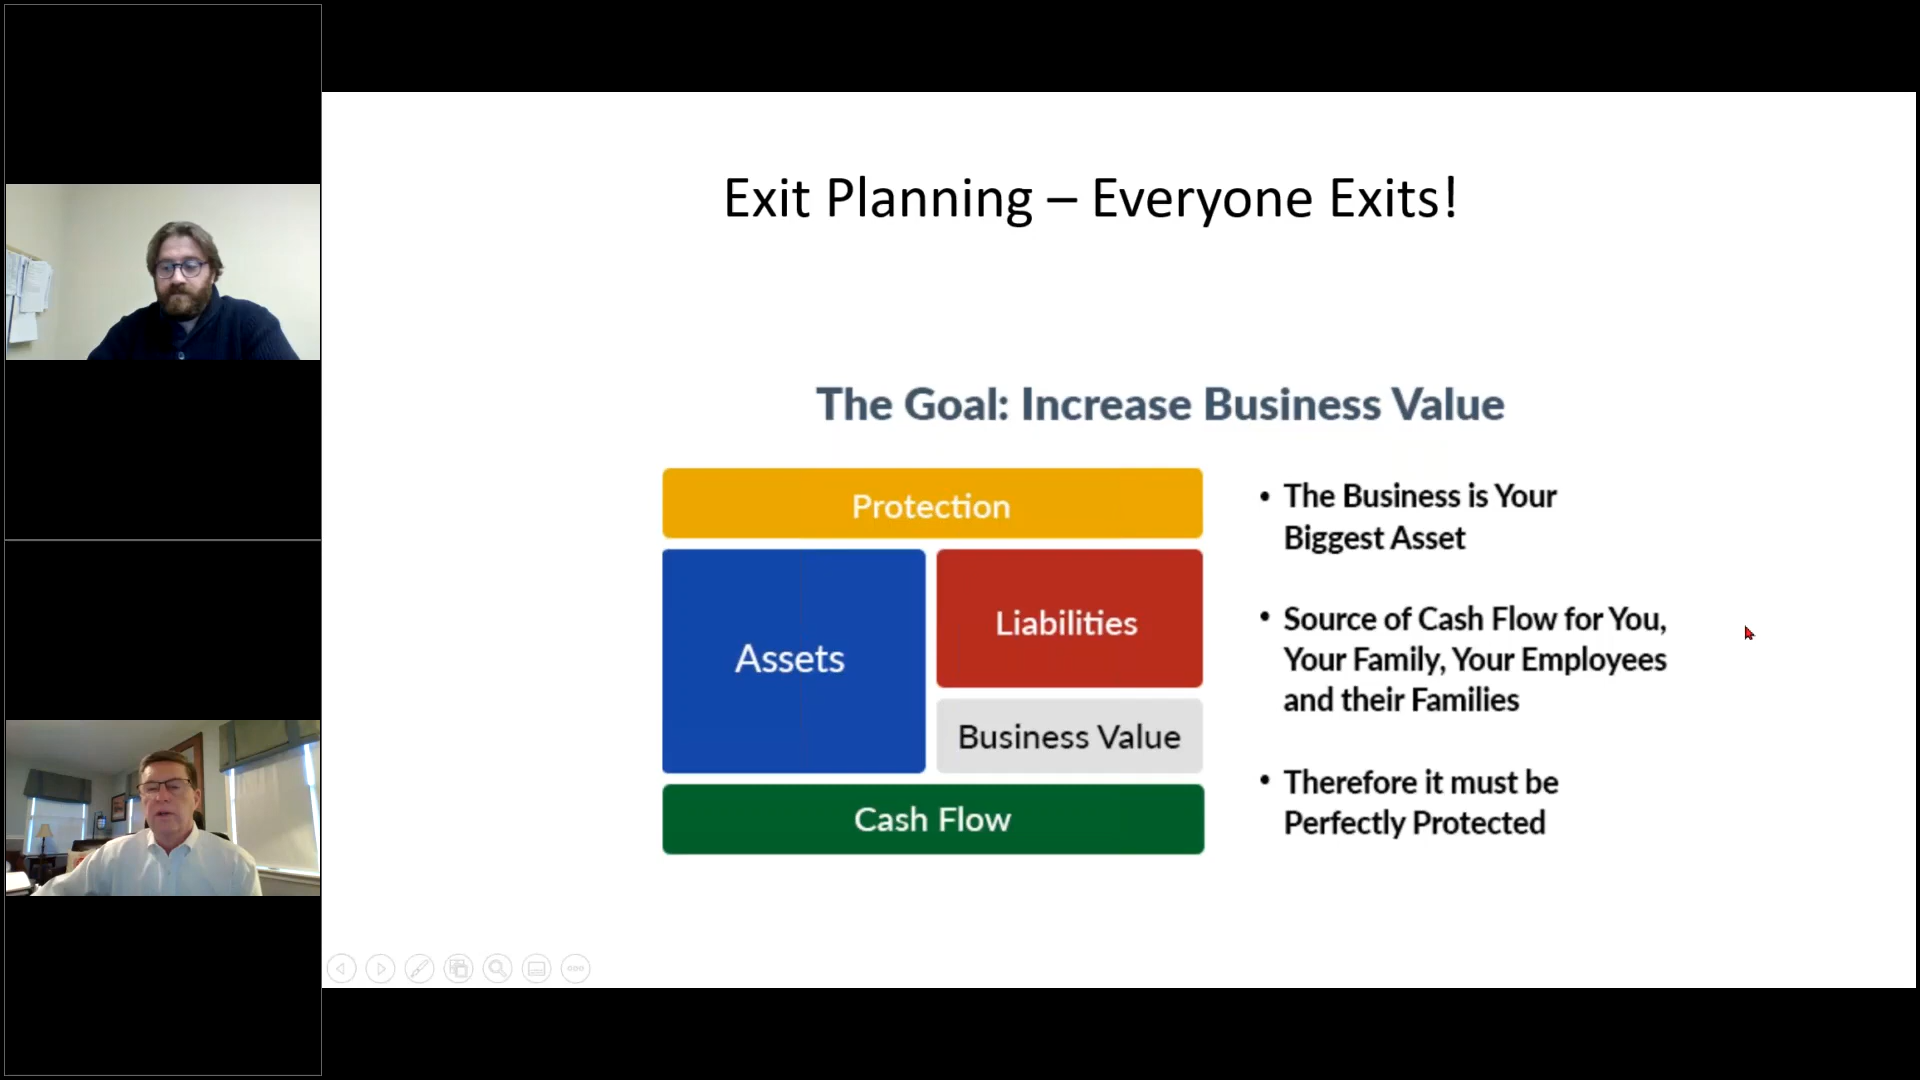 Exit Planning – Everyone Exits!
The Goal: Increase Business Value
Protection
Assets
Liabilities
Business Value
Cash Flow
• The Business is Your
Biggest Asset
• Source of Cash Flow for You,
Your Family, Your Employees
and their Families
• Therefore it must be
Perfectly Protected